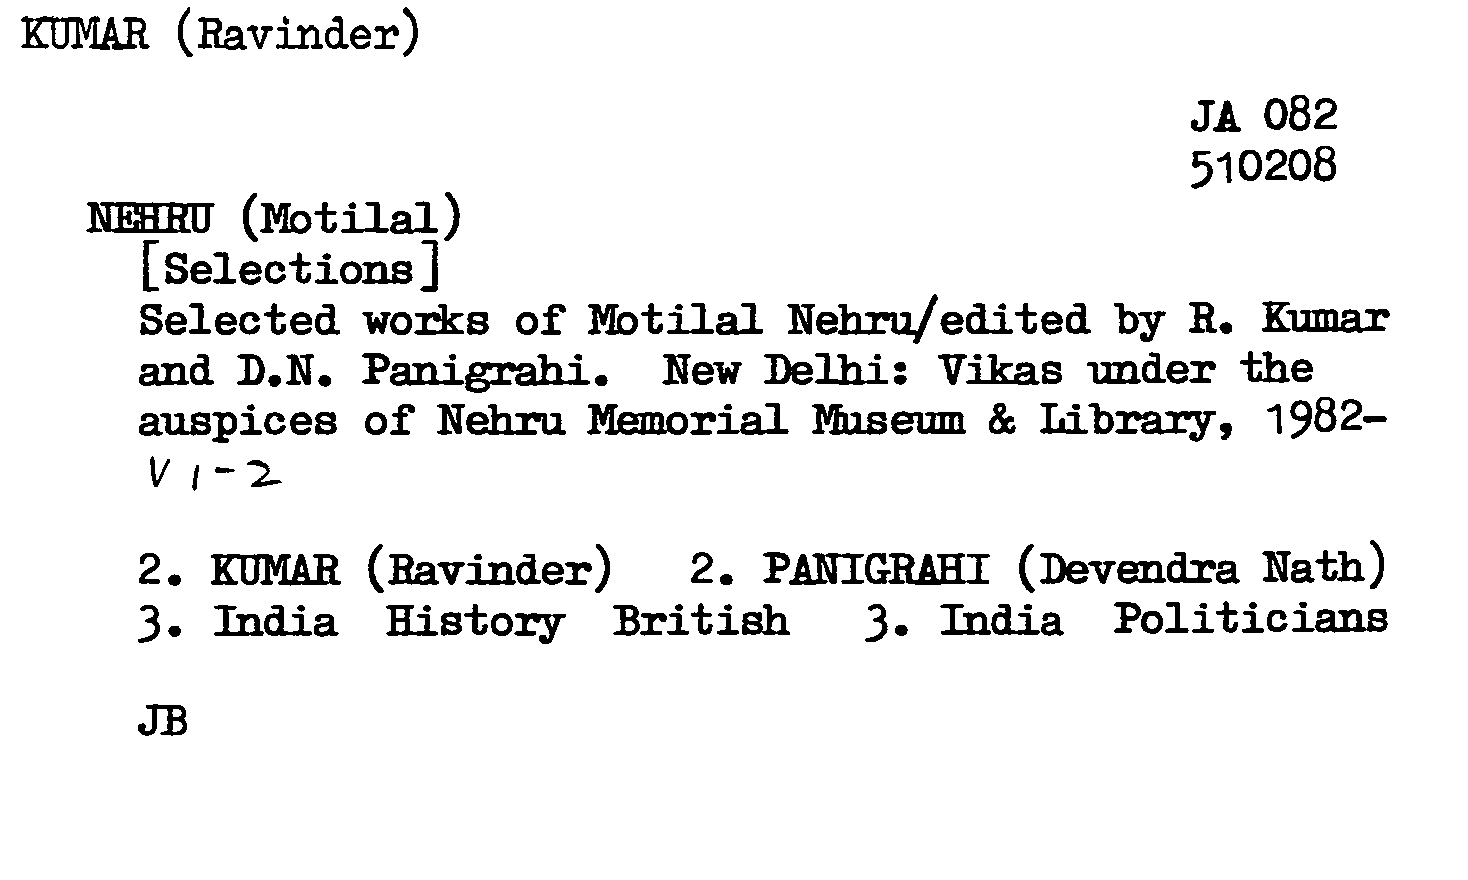 KUMAR (Ravinder)
JA 082
510208
NEHRU (Motilal)
[Selections]
Selected works of Motilal Nehru/edited by R. Kumar
and D.N. Panigrahi. New Delhi: Vikas under the
auspices of Nehru Memorial Museum & Library, 1982-
V 1-2
2. KUMAR (Ravinder) 2. PANIGRAHI (Devendra Nath)
3. India History British 3. India Politicians
JB